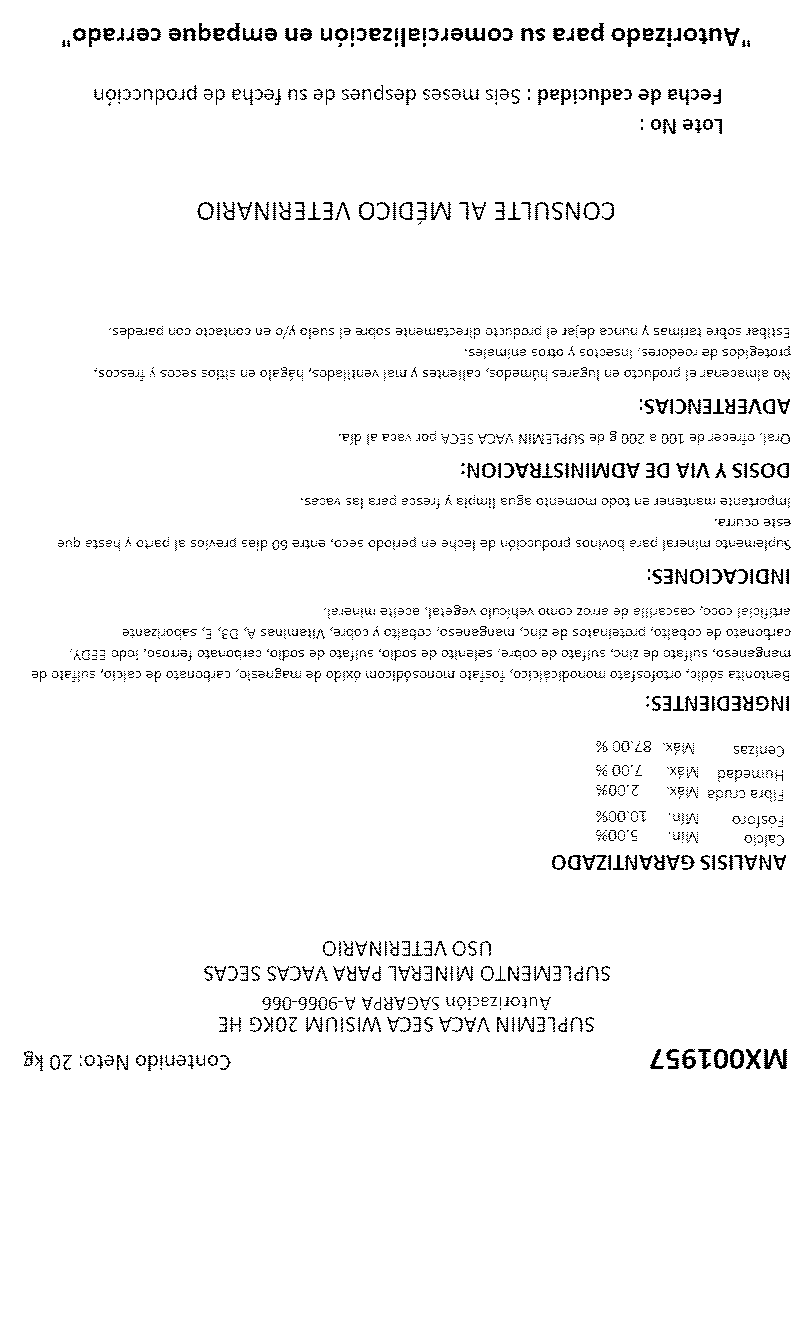 MX001957
Contenido Neto: 20 kg
SUPLEMIN VACA SECA WISIUM 20KG HE
Autorización SAGARPA A-9066-066
SUPLEMENTO MINERAL PARA VACAS SECAS
USO VETERINARIO
ANALISIS GARANTIZADO
Calcio Min. 5.00%
Fósforo Mín. 10.00%
Fibra cruda Máx. 2.00%
Humedad Máx. 7.00 %
Cenizas Máx. 87.00 %
INGREDIENTES:
Bentonita sódic, ortofosfato monodicálcico, fosfato monosódicom óxido de magnesio, carbonato de calcio, sulfato de
manganeso, sulfato de zinc, sulfato de cobre, selenito de sodio, sulfato de sodio, carbonato ferroso, iodo EEDY,
carbonato de cobalto, proteinatos de zinc, manganeso, cobalto y cobre, Vitaminas A, D3, E, saborizante
artificial coco, cascarilla de arroz como vehículo vegetal, aceite mineral.
INDICACIONES:
Suplemento mineral para bovinos producción de leche en periodo seco, entre 60 dias previos al parto y hasta que
este ocurra.
Importante mantener en todo momento agua limpia y fresca para las vacas.
DOSIS Y VIA DE ADMINISTRACION:
Oral, ofrecer de 100 a 200 g de SUPLEMIN VACA SECA por vaca al día.
ADVERTENCIAS:
No almacenar el producto en lugares húmedos, calientes y mal ventilados, hágalo en sitios secos y frescos,
protegidos de roedores, insectos y otros animales.
Estibar sobre tarimas y nunca dejar el producto directamente sobre el suelo y/o en contacto con paredes.
CONSULTE AL MÉDICO VETERINARIO
Lote No :
Fecha de caducidad : Seis meses despues de su fecha de producción
"Autorizado para su comercialización en empaque cerrado"